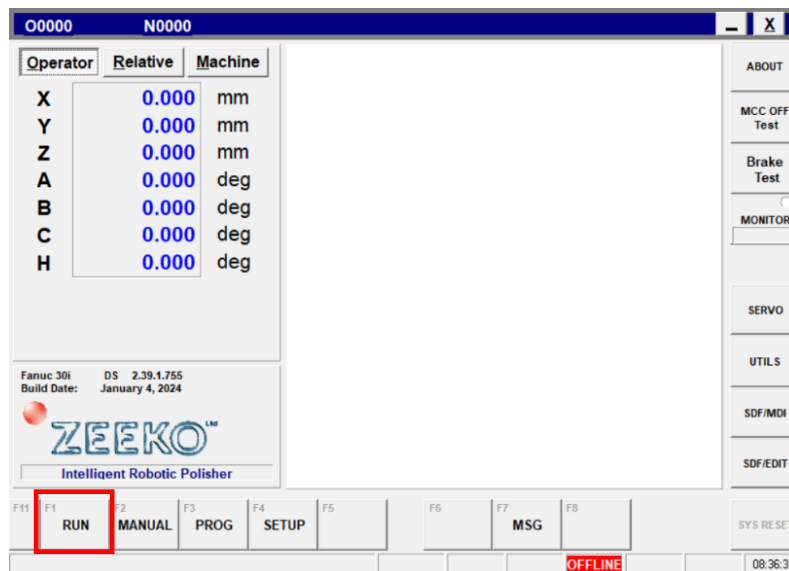 O0000 N0000
X
Operator Relative Machine
X 0.000 mm
Y 0.000 mm
Z 0.000 mm
A 0.000 deg
B 0.000 deg
C 0.000 deg
H 0.000 deg
Fanuc 30i DS 2.39.1.755
Build Date: January 4, 2024
ZEEKO Ltd
Intelligent Robotic Polisher
ABOUT
MCC OFF
Test
Brake
Test
MONITOR
SERVO
UTILS
SDF/MDI
SDF/EDIT
SYS RESET
F11 F1 F2 F3 F4 F5 F6 F7 F8
RUN MANUAL PROG SETUP MSG
OFFLINE 08:36:3